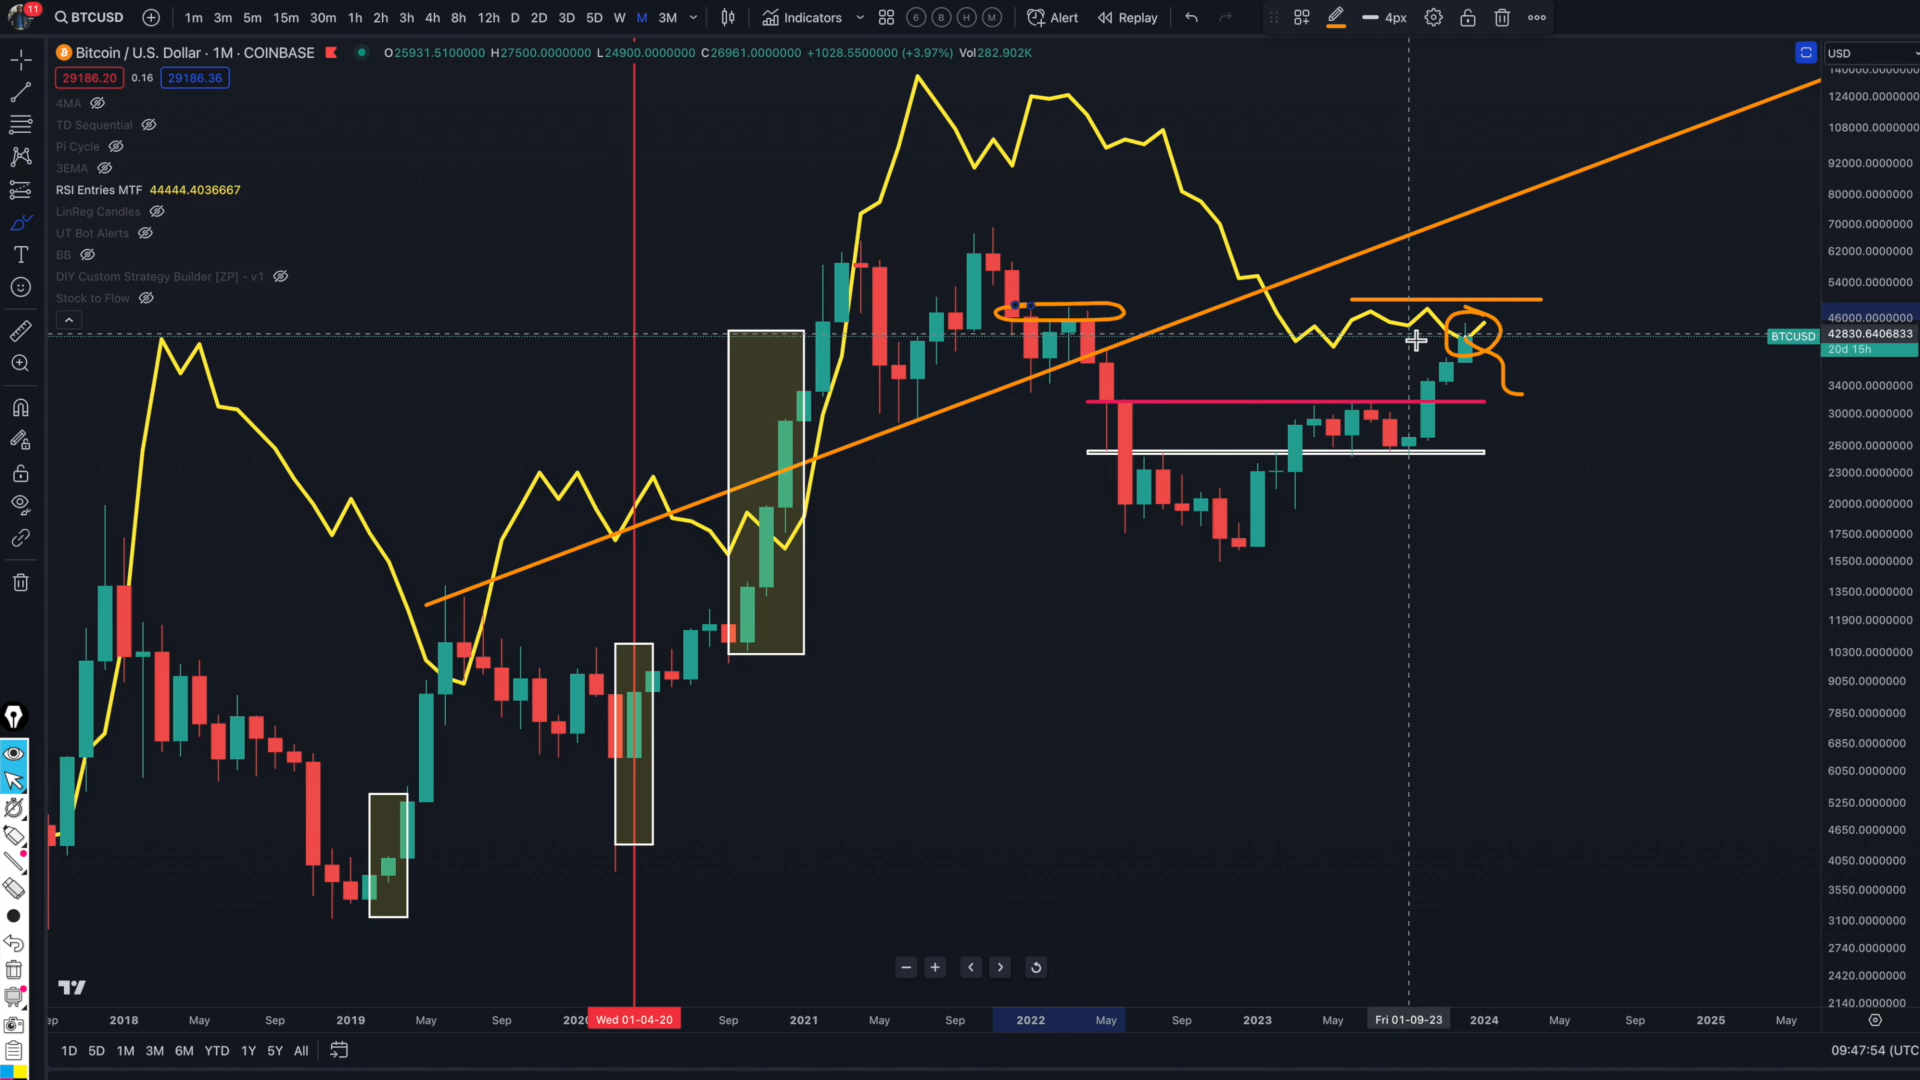 11
BTCUSD
1m 3m 5m 15m 30m 1h 2h 3h 4h 8h 12h D 2D 3D 5D W M 3M
Indicators
6 B H M
Alert
Replay
4px
Bitcoin / U.S. Dollar · 1M · COINBASE
O25931.5100000 H27500.0000000 L24900.0000000 C26961.0000000 +1028.5500000 (+3.97%) Vol282.902K
USD
29186.20 0.16 29186.36
4MA
TD Sequential
Pi Cycle
3EMA
RSI Entries MTF 44444.4036667
LinReg Candles
UT Bot Alerts
BB
DIY Custom Strategy Builder [ZP] - v1
Stock to Flow
140000.0000000
124000.0000000
108000.0000000
92000.0000000
80000.0000000
70000.0000000
62000.0000000
54000.0000000
46000.0000000
BTCUSD
42830.6406833
20d 15h
34000.0000000
30000.0000000
26000.0000000
23000.0000000
20000.0000000
17500.0000000
15500.0000000
13500.0000000
11900.0000000
10300.0000000
9050.0000000
7850.0000000
6850.0000000
6050.0000000
5250.0000000
4650.0000000
4050.0000000
3550.0000000
3100.0000000
2740.0000000
2420.0000000
2140.0000000
ep 2018 May Sep 2019 May Sep 2020 Wed 01-04-20 Sep 2021 May Sep 2022 May Sep 2023 May Fri 01-09-23 2024 May Sep 2025 May
1D 5D 1M 3M 6M YTD 1Y 5Y All
09:47:54 (UTC